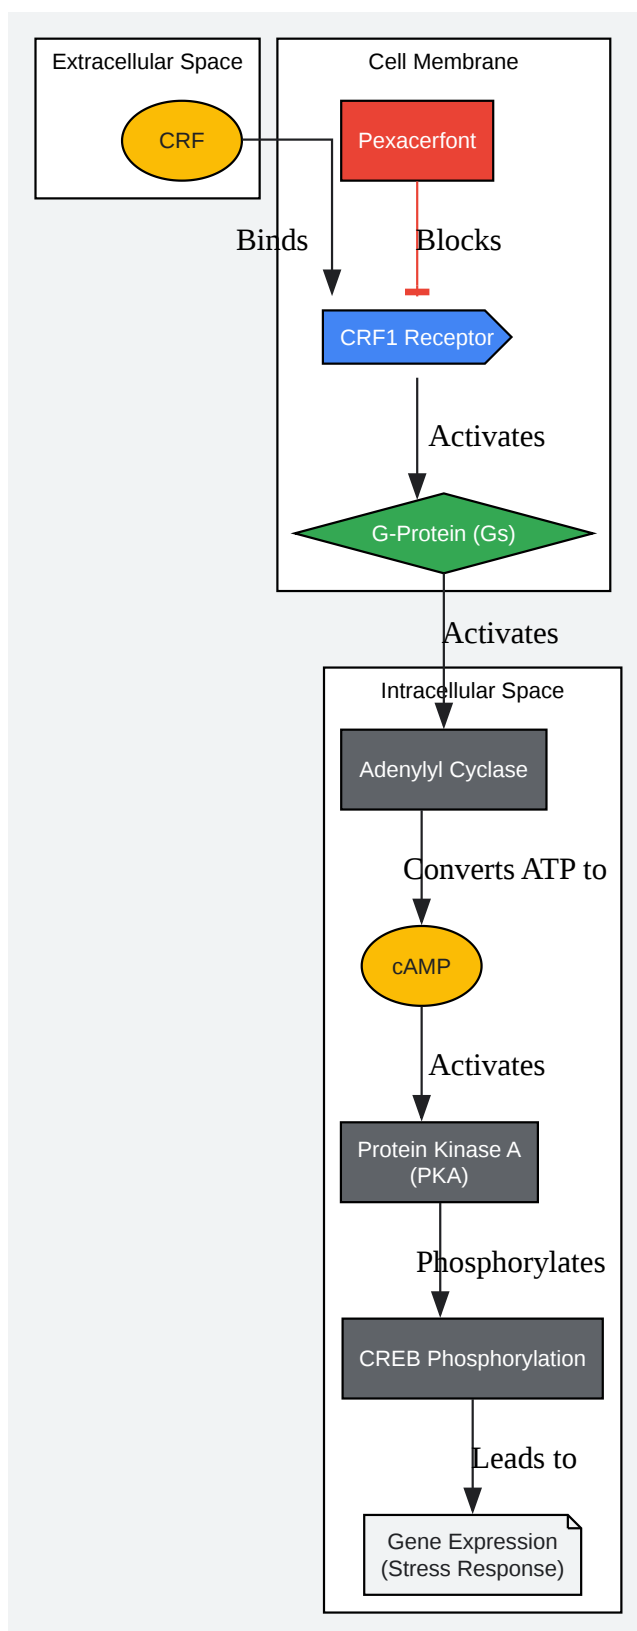 Extracellular Space
Cell Membrane
CRF
Pexacerfont
Binds
Blocks
CRF1 Receptor
Activates
G-Protein (Gs)
Activates
Intracellular Space
Adenylyl Cyclase
Converts ATP to
cAMP
Activates
Protein Kinase A
(PKA)
Phosphorylates
CREB Phosphorylation
Leads to
Gene Expression
(Stress Response)